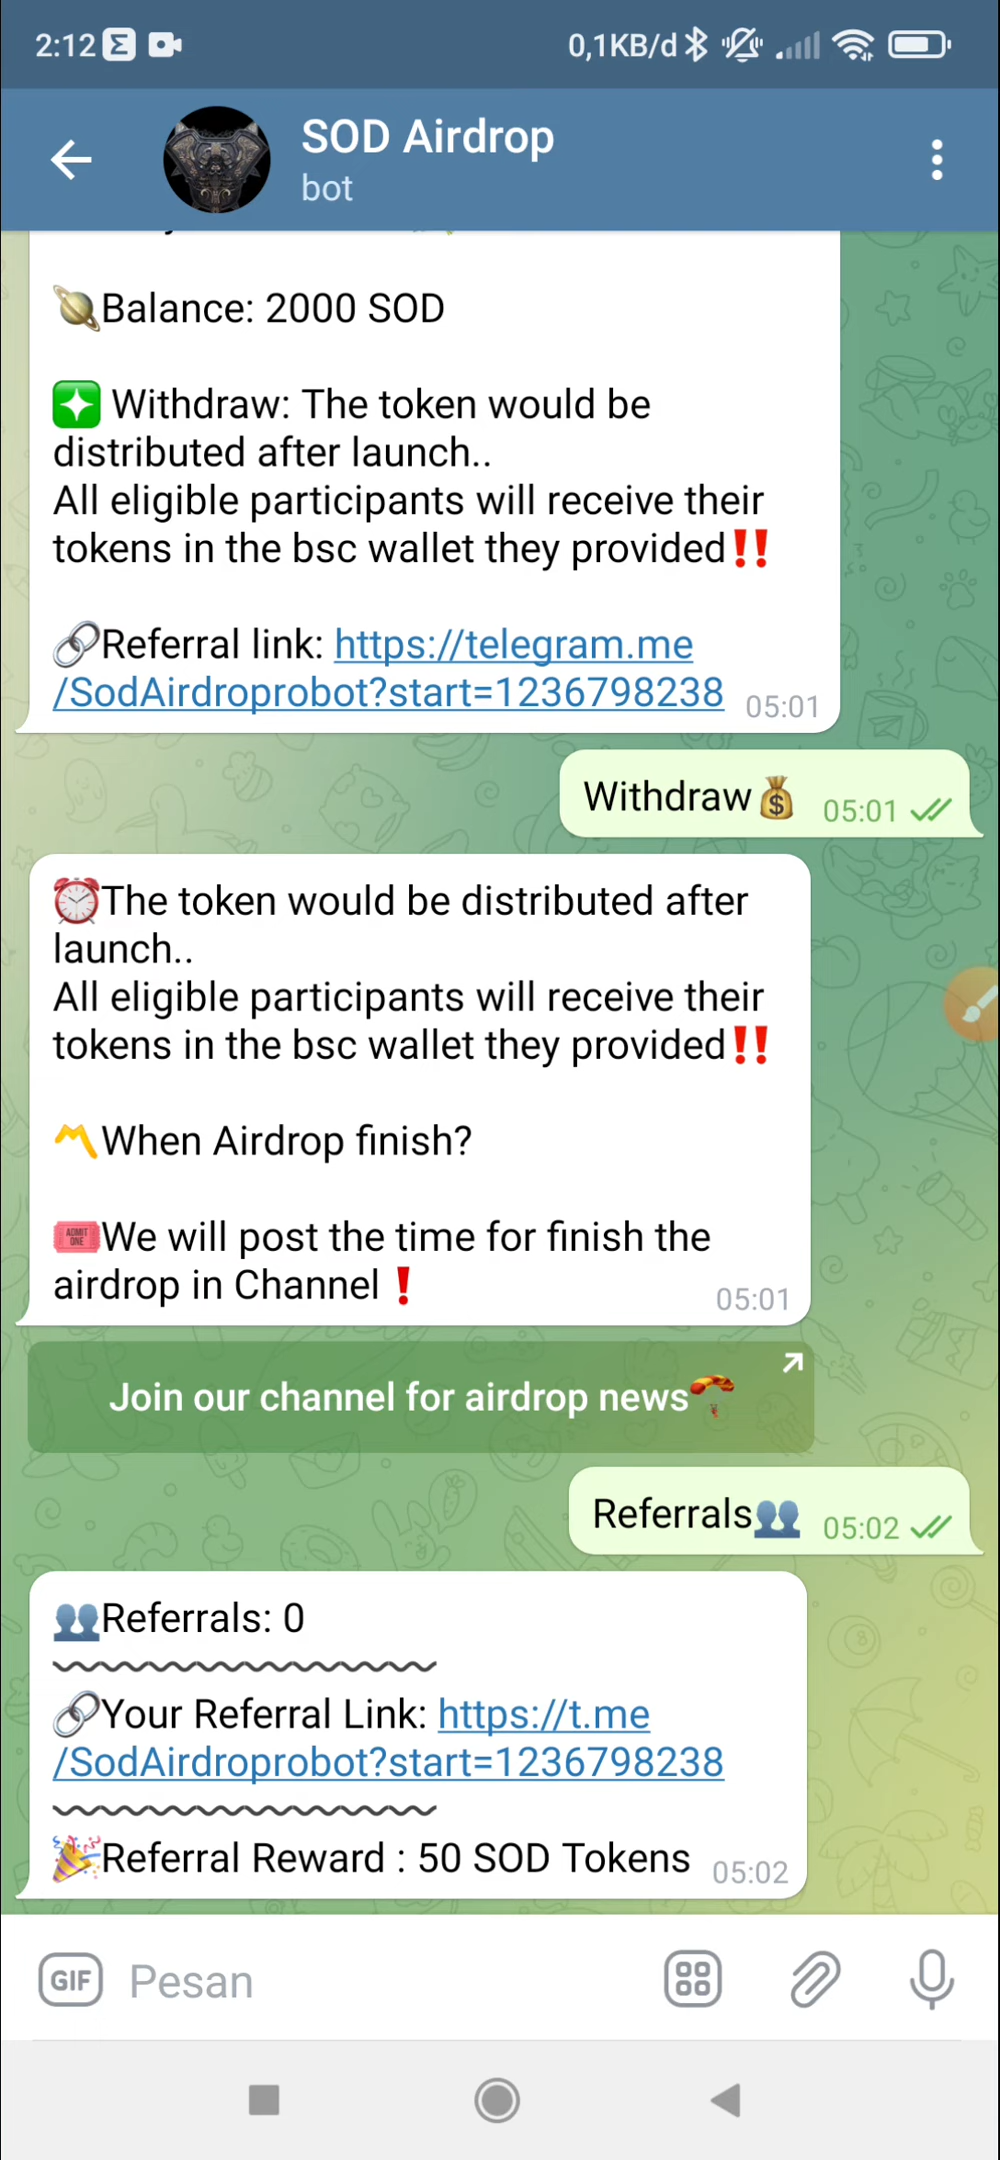 2:12 0,1KB/d
SOD Airdrop
bot
Balance: 2000 SOD
Withdraw: The token would be
distributed after launch..
All eligible participants will receive their
tokens in the bsc wallet they provided‼️
Referral link: https://telegram.me
/SodAirdroprobot?start=1236798238 05:01
Withdraw 05:01
The token would be distributed after
launch..
All eligible participants will receive their
tokens in the bsc wallet they provided‼️
When Airdrop finish?
ADMIT ONE We will post the time for finish the
airdrop in Channel ❗ 05:01
Join our channel for airdrop news
Referrals 05:02
Referrals: 0
Your Referral Link: https://t.me
/SodAirdroprobot?start=1236798238
Referral Reward : 50 SOD Tokens 05:02
GIF Pesan